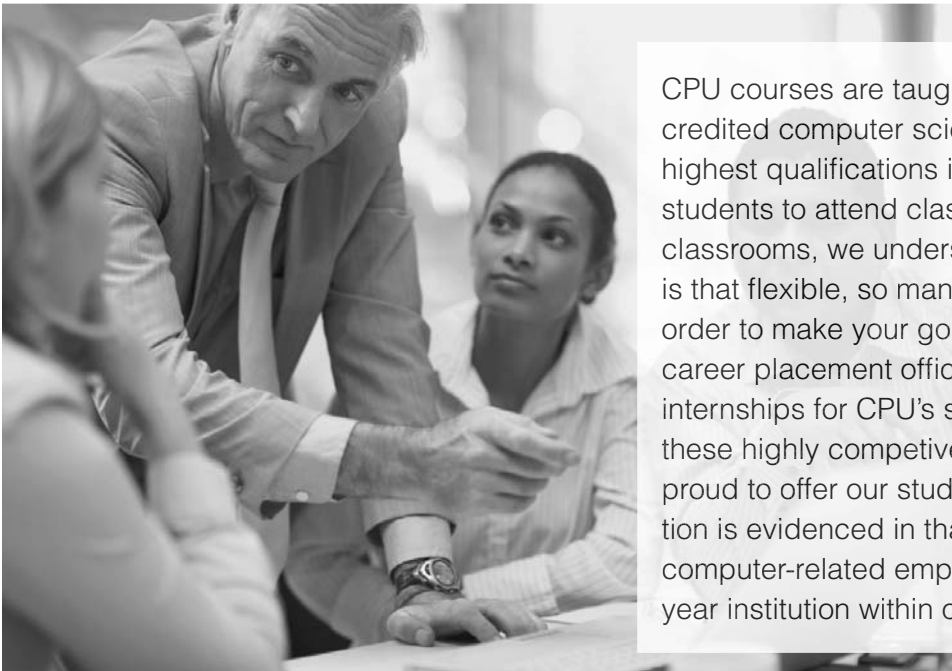 CPU courses are taug
credited computer scie
highest qualifications i
students to attend clas
classrooms, we unders
is that flexible, so man
order to make your go
career placement offic
internships for CPU's s
these highly competive
proud to offer our stud
tion is evidenced in tha
computer-related emp
year institution within c